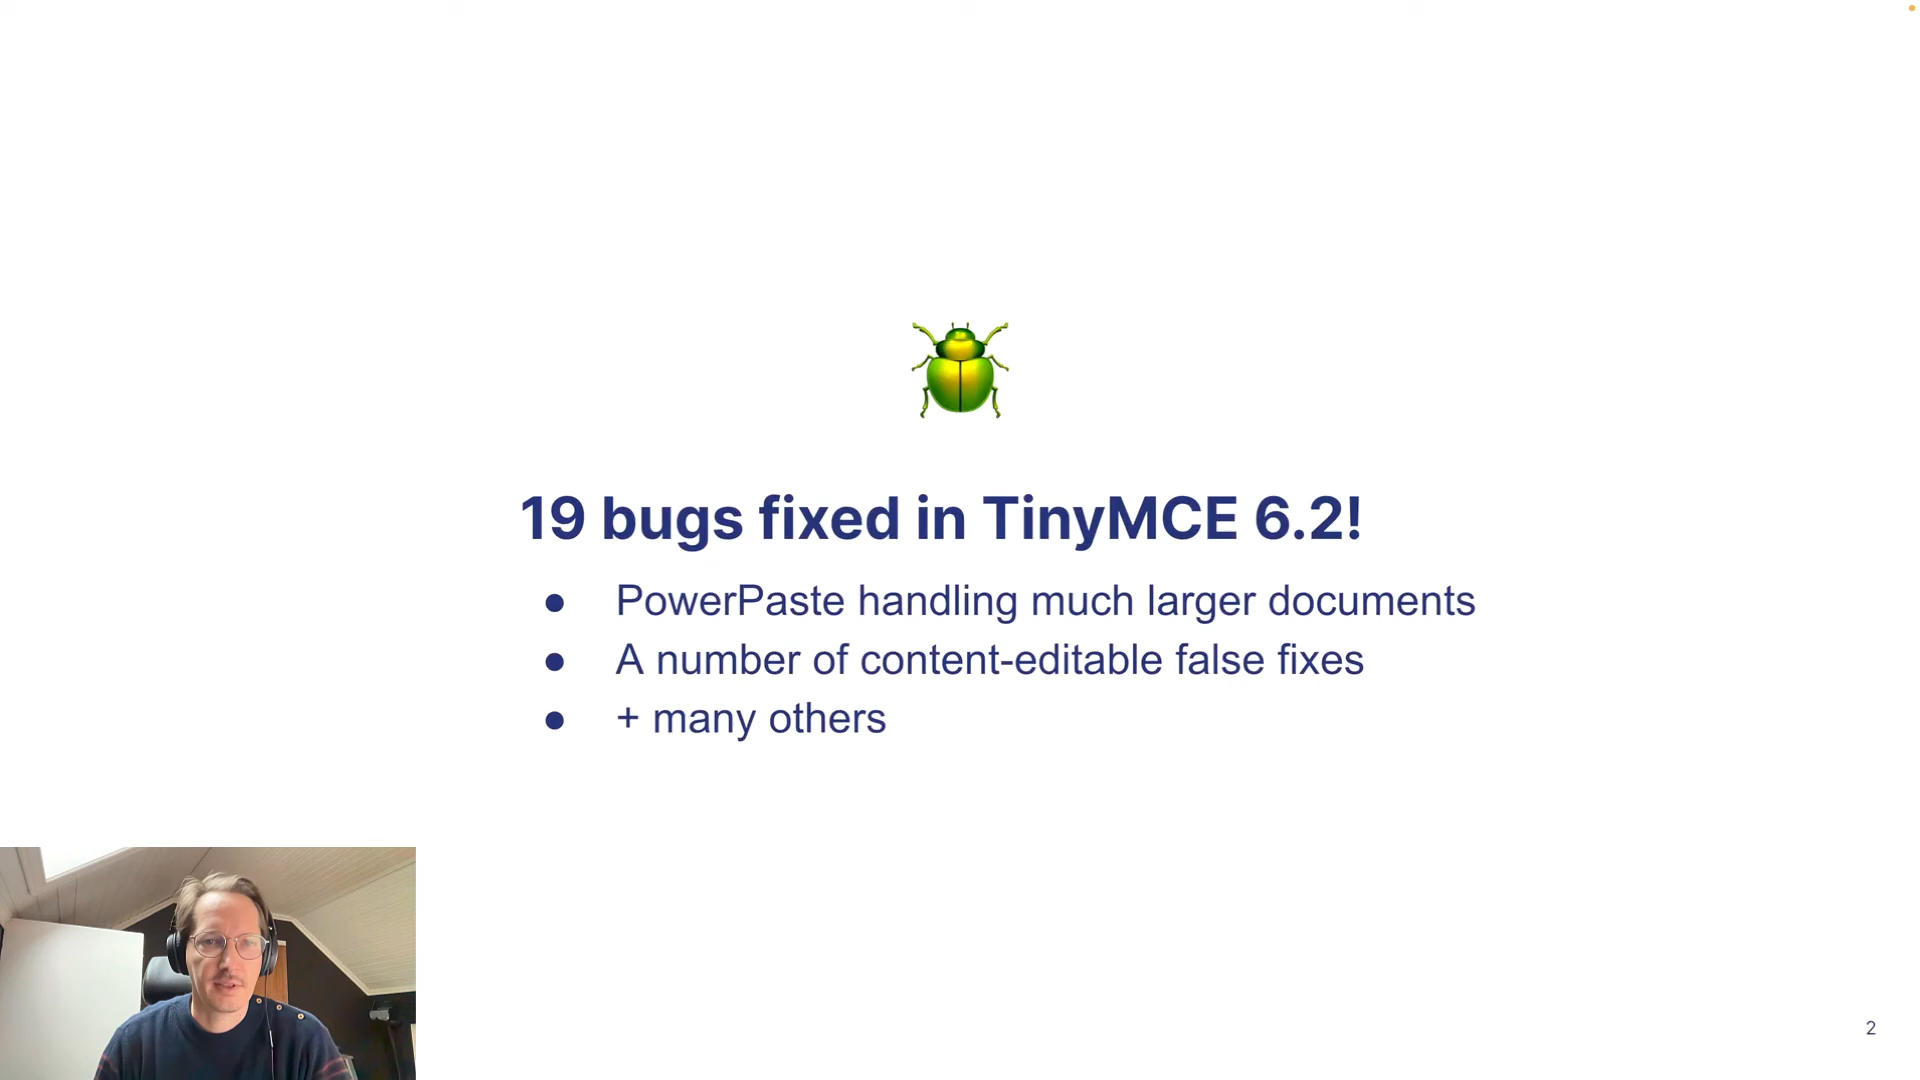 19 bugs fixed in TinyMCE 6.2!
● PowerPaste handling much larger documents
● A number of content-editable false fixes
● + many others
2